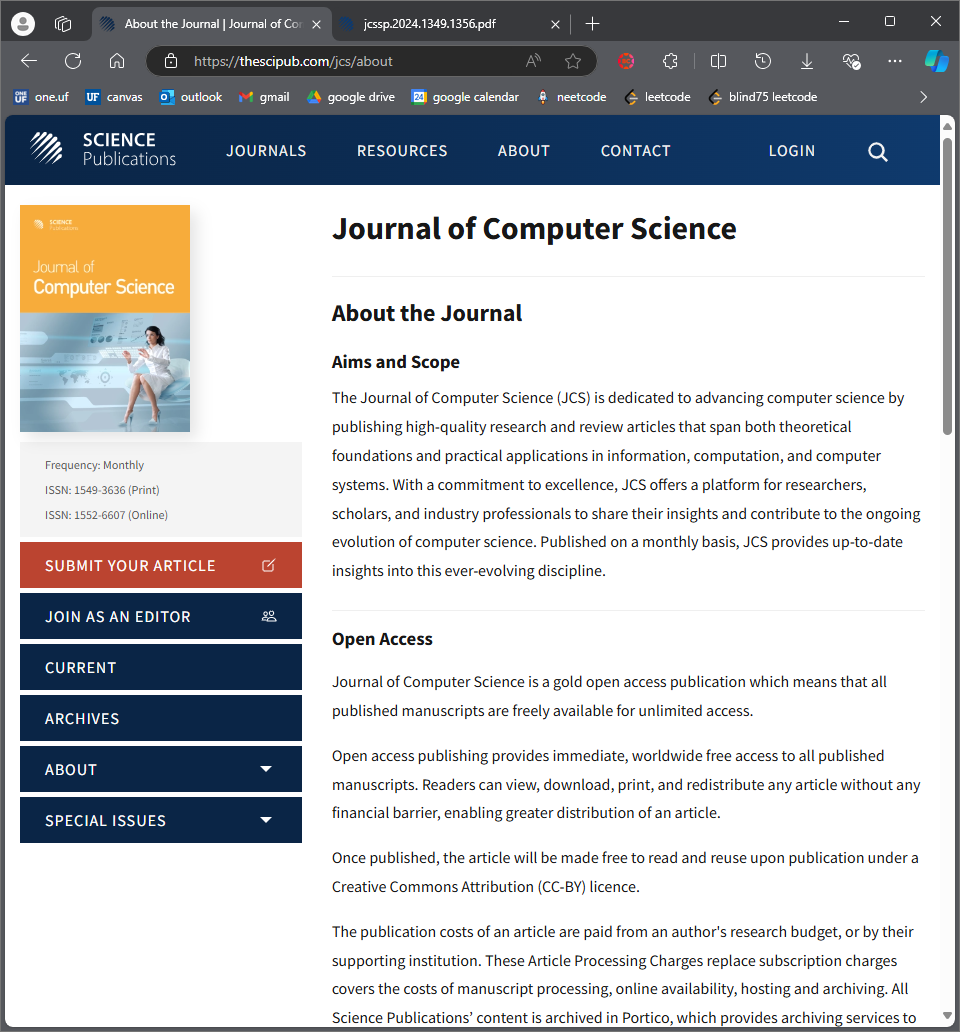 About the Journal | Journal of Cor
jcssp.2024.1349.1356.pdf
https://thescipub.com/jcs/about
one.uf
canvas
outlook
gmail
google drive
google calendar
neetcode
leetcode
blind75 leetcode
SCIENCE
Publications
JOURNALS
RESOURCES
ABOUT
CONTACT
LOGIN
SCIENCE
Publications
Journal of
Computer Science
Frequency: Monthly
ISSN: 1549-3636 (Print)
ISSN: 1552-6607 (Online)
SUBMIT YOUR ARTICLE
JOIN AS AN EDITOR
CURRENT
ARCHIVES
ABOUT
SPECIAL ISSUES
Journal of Computer Science
About the Journal
Aims and Scope
The Journal of Computer Science (JCS) is dedicated to advancing computer science by
publishing high-quality research and review articles that span both theoretical
foundations and practical applications in information, computation, and computer
systems. With a commitment to excellence, JCS offers a platform for researchers,
scholars, and industry professionals to share their insights and contribute to the ongoing
evolution of computer science. Published on a monthly basis, JCS provides up-to-date
insights into this ever-evolving discipline.
Open Access
Journal of Computer Science is a gold open access publication which means that all
published manuscripts are freely available for unlimited access.
Open access publishing provides immediate, worldwide free access to all published
manuscripts. Readers can view, download, print, and redistribute any article without any
financial barrier, enabling greater distribution of an article.
Once published, the article will be made free to read and reuse upon publication under a
Creative Commons Attribution (CC-BY) licence.
The publication costs of an article are paid from an author's research budget, or by their
supporting institution. These Article Processing Charges replace subscription charges
covers the costs of manuscript processing, online availability, hosting and archiving. All
Science Publications’ content is archived in Portico, which provides archiving services to